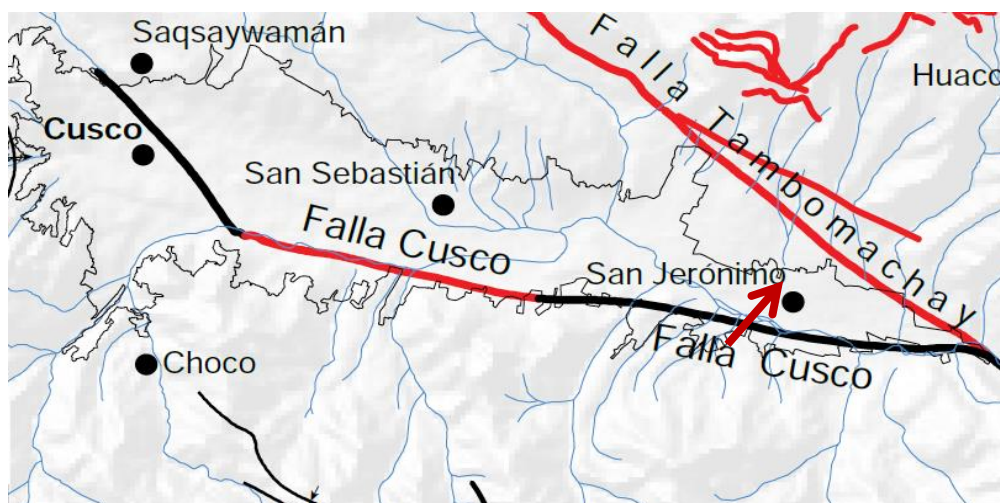 Saqsaywamán
Huaco
Cusco
San Sebastián
Falla Tambomachay
Falla Cusco
San Jerónimo
Falla Cusco
Choco